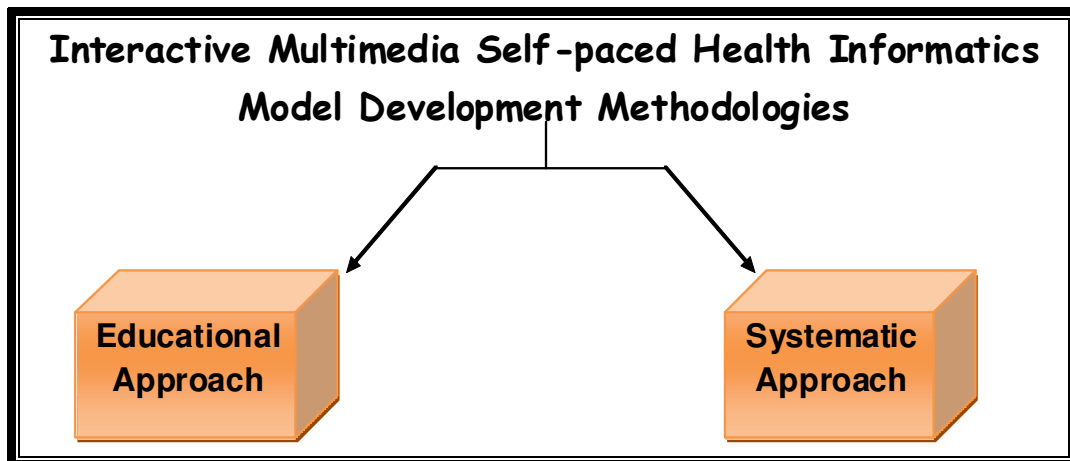 Interactive Multimedia Self-paced Health Informatics
Model Development Methodologies
Educational
Approach
Systematic
Approach